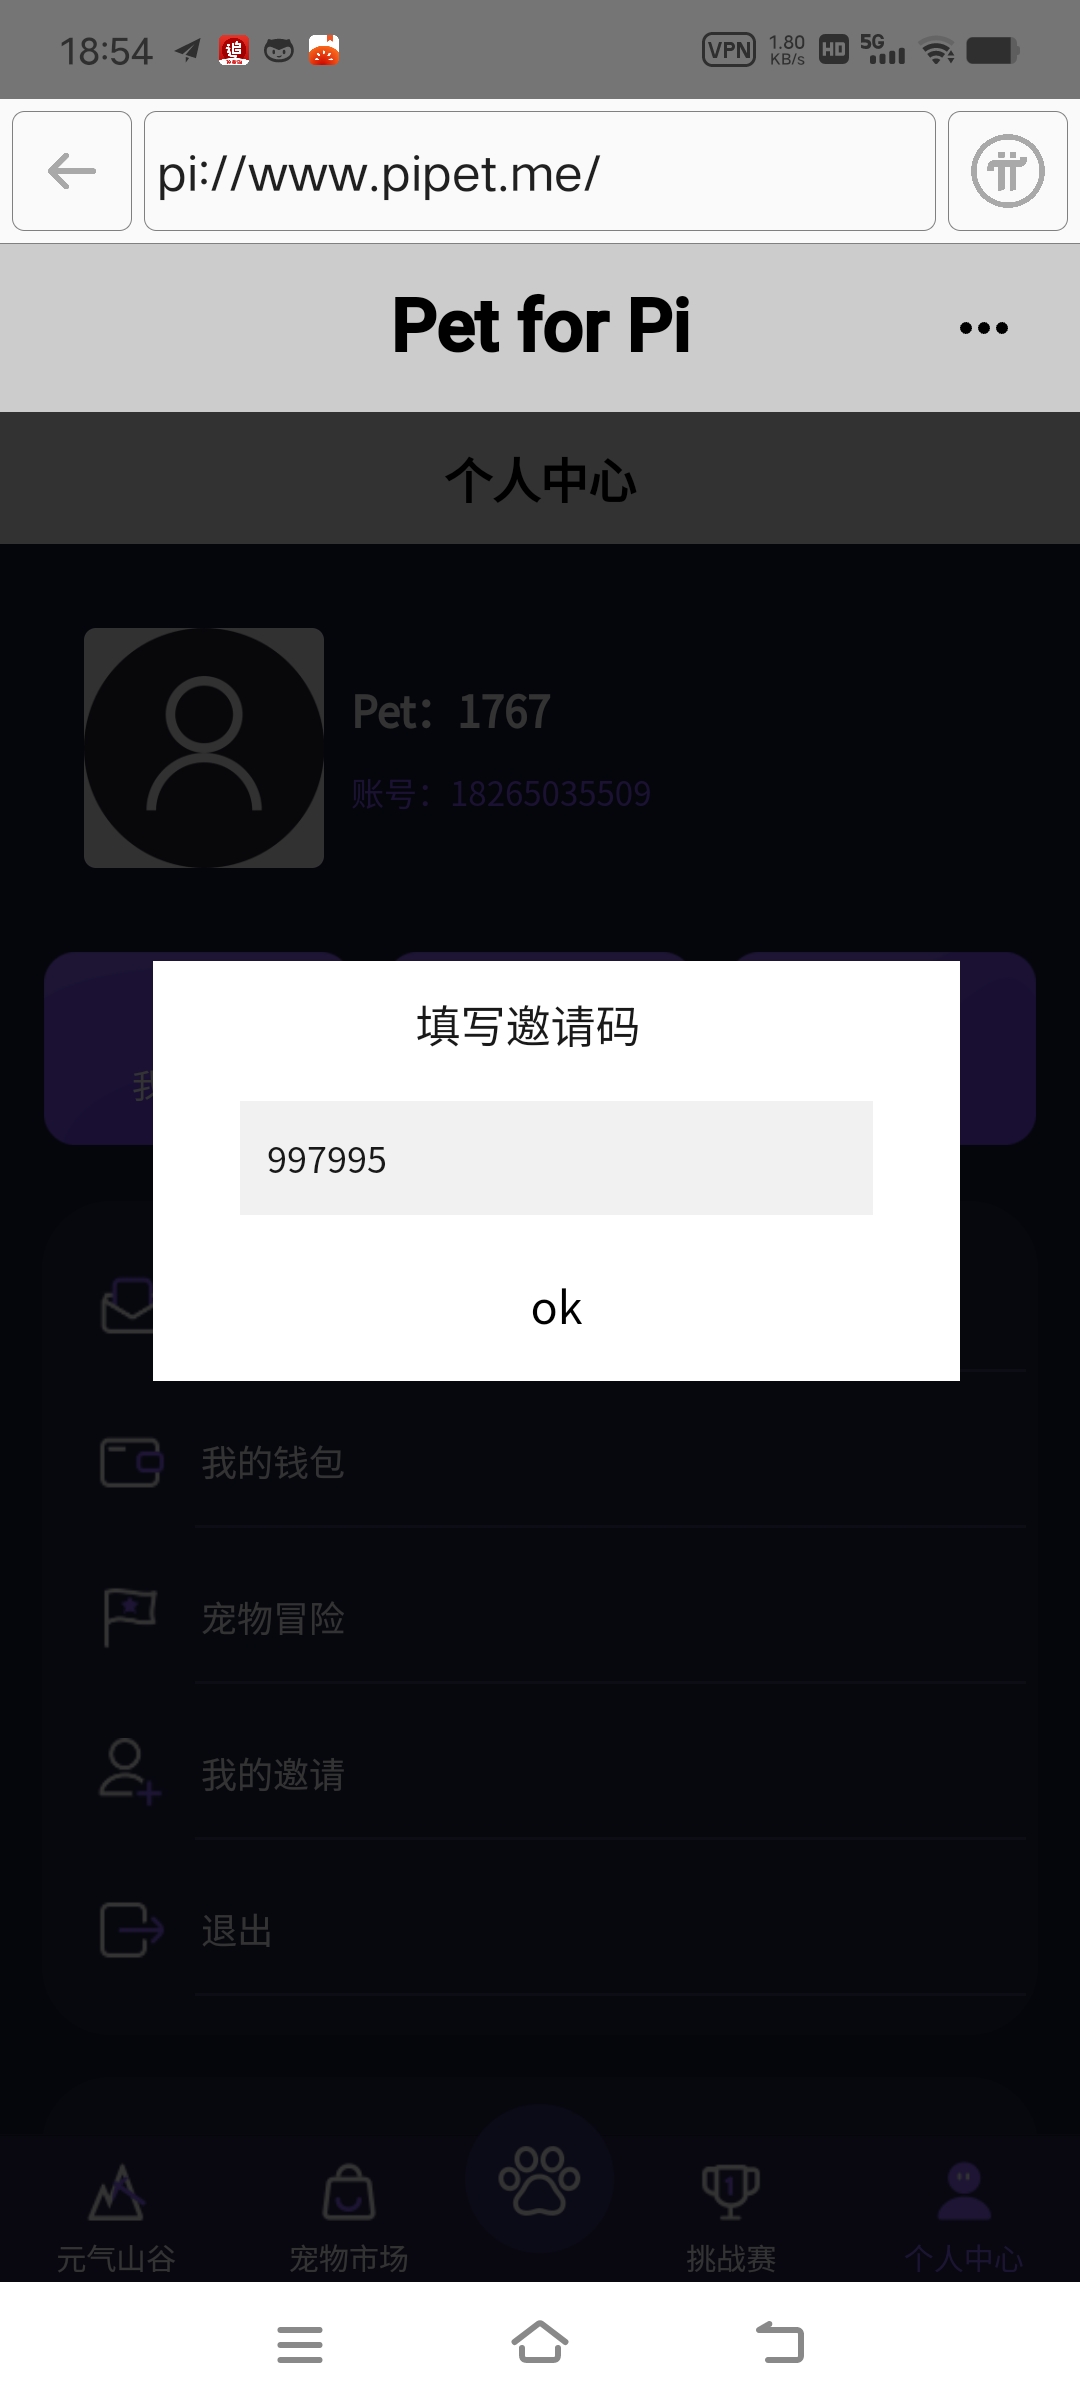 18:54
VPN
1.80
KB/s
HD
5G
pi://www.pipet.me/
Pet for Pi
个人中心
Pet：1767
账号：18265035509
填写邀请码
997995
ok
我的钱包
宠物冒险
我的邀请
退出
元气山谷
宠物市场
1
挑战赛
个人中心